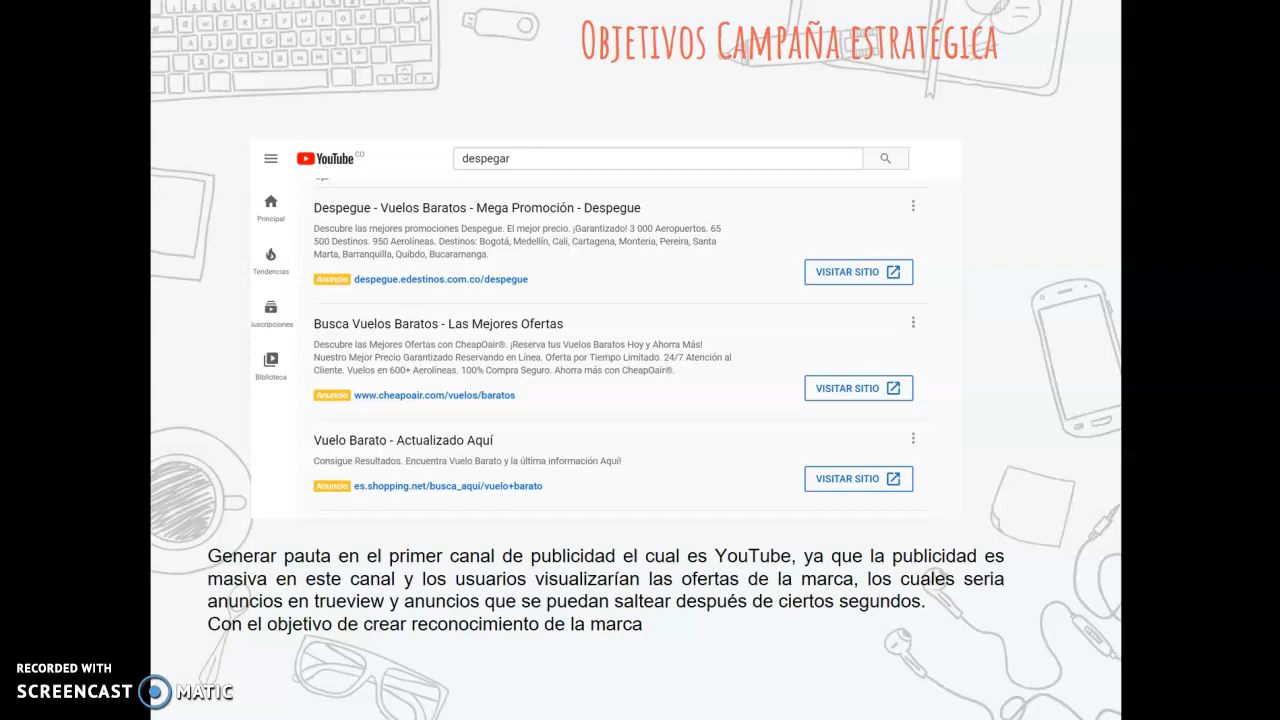 Objetivos Campaña estratégica
YouTube CO
despegar
Principal
Tendencias
Suscripciones
Biblioteca
Despegue - Vuelos Baratos - Mega Promoción - Despegue
Descubre las mejores promociones Despegue. El mejor precio. ¡Garantizado! 3 000 Aeropuertos. 65
500 Destinos. 950 Aerolíneas. Destinos: Bogotá, Medellín, Cali, Cartagena, Monteria, Pereira, Santa
Marta, Barranquilla, Quibdo, Bucaramanga.
Anuncio despegue.edestinos.com.co/despegue
VISITAR SITIO
Busca Vuelos Baratos - Las Mejores Ofertas
Descubre las Mejores Ofertas con CheapOair®. ¡Reserva tus Vuelos Baratos Hoy y Ahorra Más!
Nuestro Mejor Precio Garantizado Reservando en Línea. Oferta por Tiempo Limitado. 24/7 Atención al
Cliente. Vuelos en 600+ Aerolíneas. 100% Compra Seguro. Ahorra más con CheapOair®.
Anuncio www.cheapoair.com/vuelos/baratos
VISITAR SITIO
Vuelo Barato - Actualizado Aquí
Consigue Resultados. Encuentra Vuelo Barato y la última información Aquí!
Anuncio es.shopping.net/busca_aquí/vuelo+barato
VISITAR SITIO
Generar pauta en el primer canal de publicidad el cual es YouTube, ya que la publicidad es
masiva en este canal y los usuarios visualizarían las ofertas de la marca, los cuales seria
anuncios en trueview y anuncios que se puedan saltear después de ciertos segundos.
Con el objetivo de crear reconocimiento de la marca
RECORDED WITH
SCREENCAST MATIC